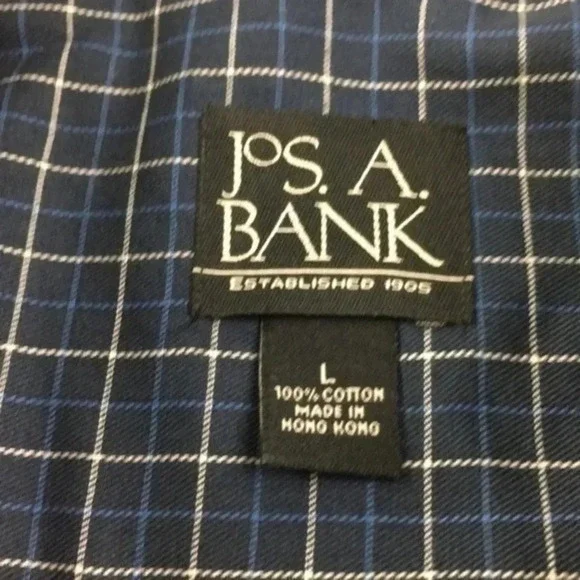 JoS. A.
BANK
ESTABLISHED 1905
L
100% COTTON
MADE IN
HONG KONG